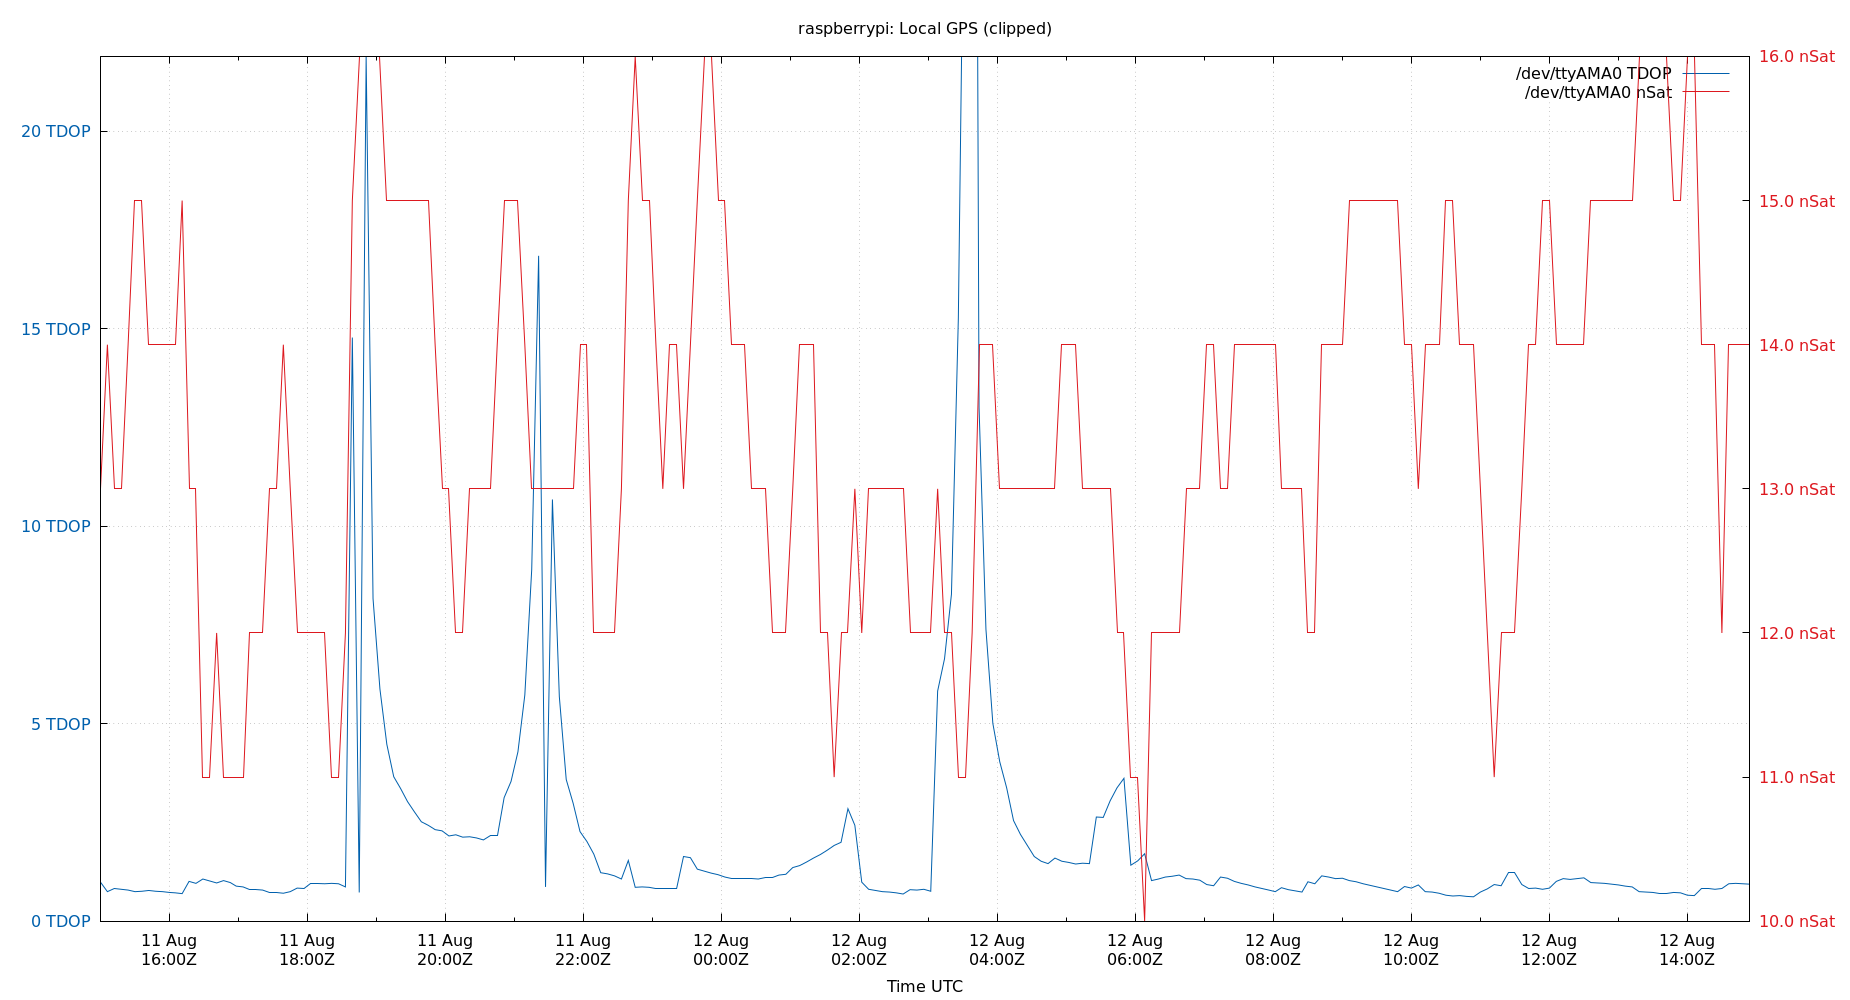 raspberrypi: Local GPS (clipped)
/dev/ttyAMA0 TDOP
/dev/ttyAMA0 nSat
20 TDOP
15 TDOP
10 TDOP
5 TDOP
0 TDOP
16.0 nSat
15.0 nSat
14.0 nSat
13.0 nSat
12.0 nSat
11.0 nSat
10.0 nSat
11 Aug
16:00Z
11 Aug
18:00Z
11 Aug
20:00Z
11 Aug
22:00Z
12 Aug
00:00Z
12 Aug
02:00Z
12 Aug
04:00Z
12 Aug
06:00Z
12 Aug
08:00Z
12 Aug
10:00Z
12 Aug
12:00Z
12 Aug
14:00Z
Time UTC